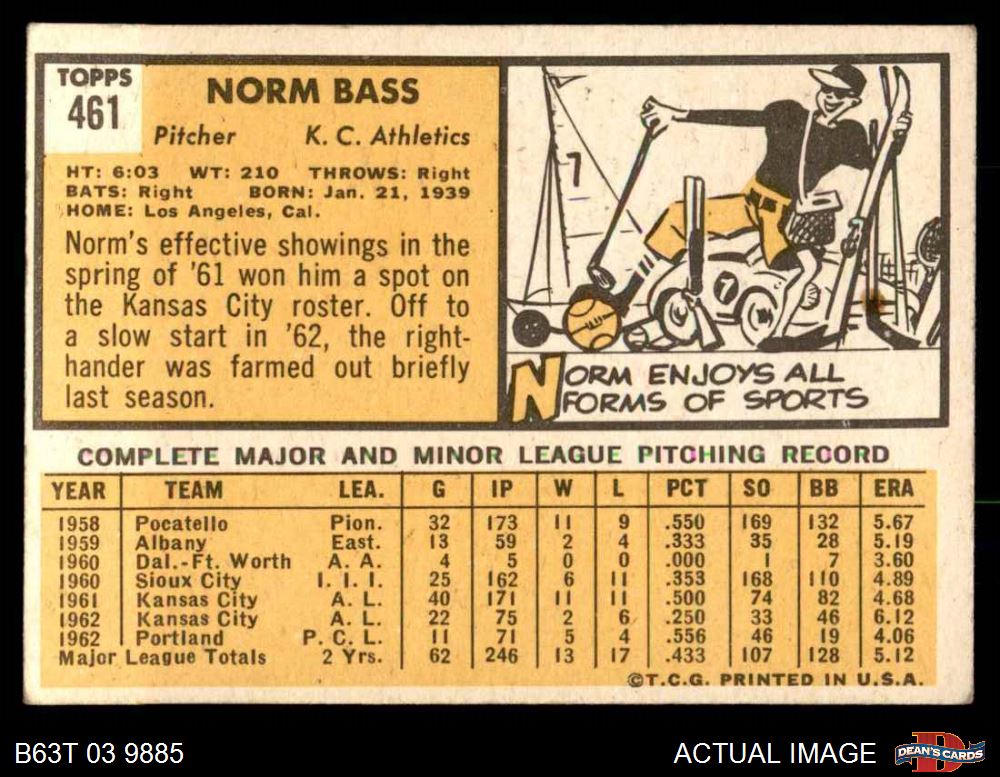 TOPPS
461
NORM BASS
Pitcher K. C. Athletics
HT: 6:03 WT: 210 THROWS: Right
BATS: Right BORN: Jan. 21, 1939
HOME: Los Angeles, Cal.
Norm's effective showings in the
spring of '61 won him a spot on
the Kansas City roster. Off to
a slow start in '62, the right-
hander was farmed out briefly
last season.
7
7
NORM ENJOYS ALL
FORMS OF SPORTS
COMPLETE MAJOR AND MINOR LEAGUE PITCHING RECORD
YEAR TEAM LEA. G IP W L PCT SO BB ERA
1958 Pocatello Pion. 32 173 11 9 .550 169 132 5.67
1959 Albany East. 13 59 2 4 .333 35 28 5.19
1960 Dal.-Ft. Worth A. A. 4 5 0 0 .000 1 7 3.60
1960 Sioux City I. I. I. 25 162 6 11 .353 168 110 4.89
1961 Kansas City A. L. 40 171 11 11 .500 74 82 4.68
1962 Kansas City A. L. 22 75 2 6 .250 33 46 6.12
1962 Portland P. C. L. 11 71 5 4 .556 46 19 4.06
Major League Totals 2 Yrs. 62 246 13 17 .433 107 128 5.12
©T.C.G. PRINTED IN U.S.A.
B63T 03 9885 ACTUAL IMAGE DEAN'S CARDS